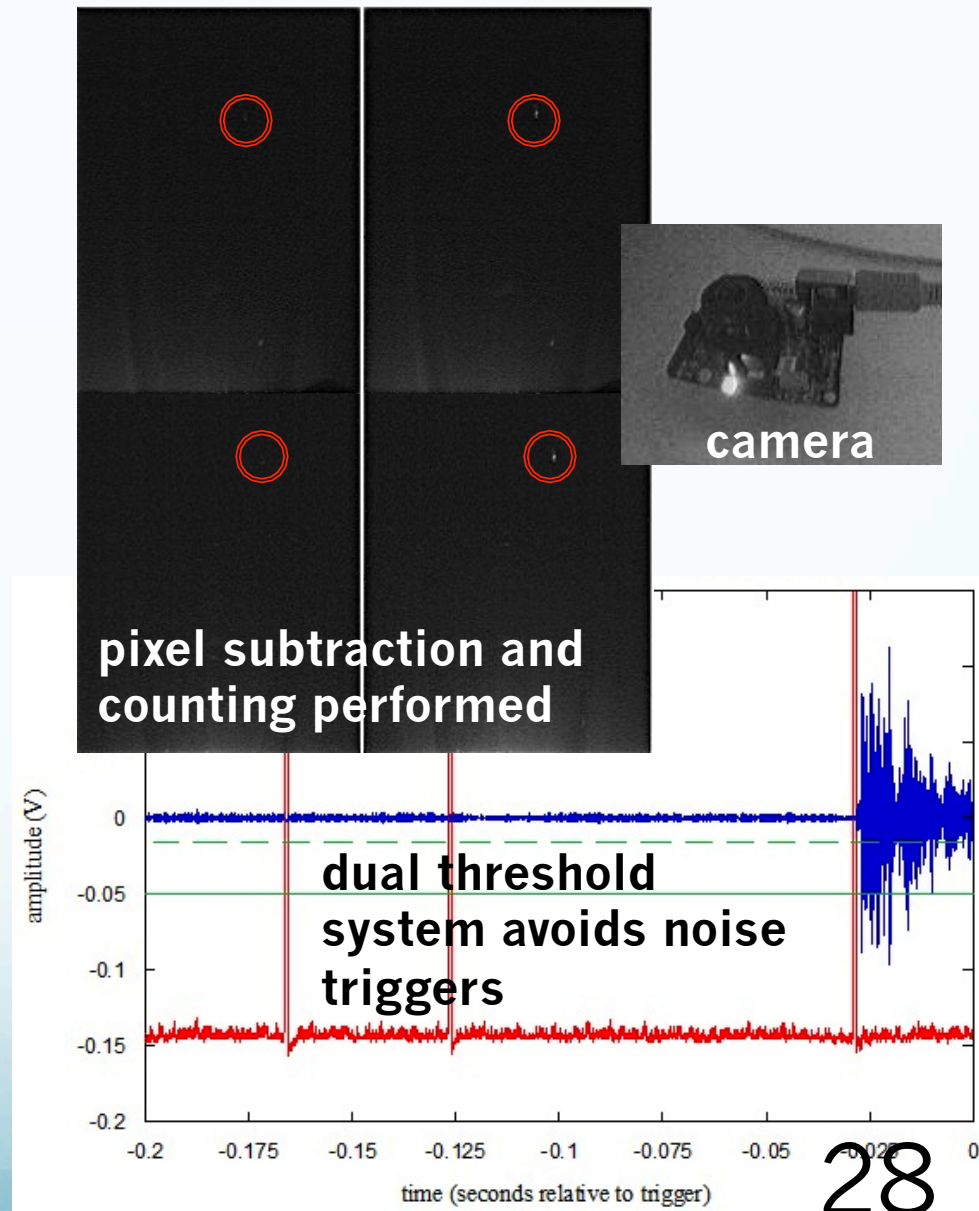 camera
pixel subtraction and
counting performed
amplitude (V)
0
-0.05
-0.1
-0.15
-0.2
dual threshold
system avoids noise
triggers
-0.2 -0.175 -0.15 -0.125 -0.1 -0.075 -0.05 -0.025 0
time (seconds relative to trigger)
28